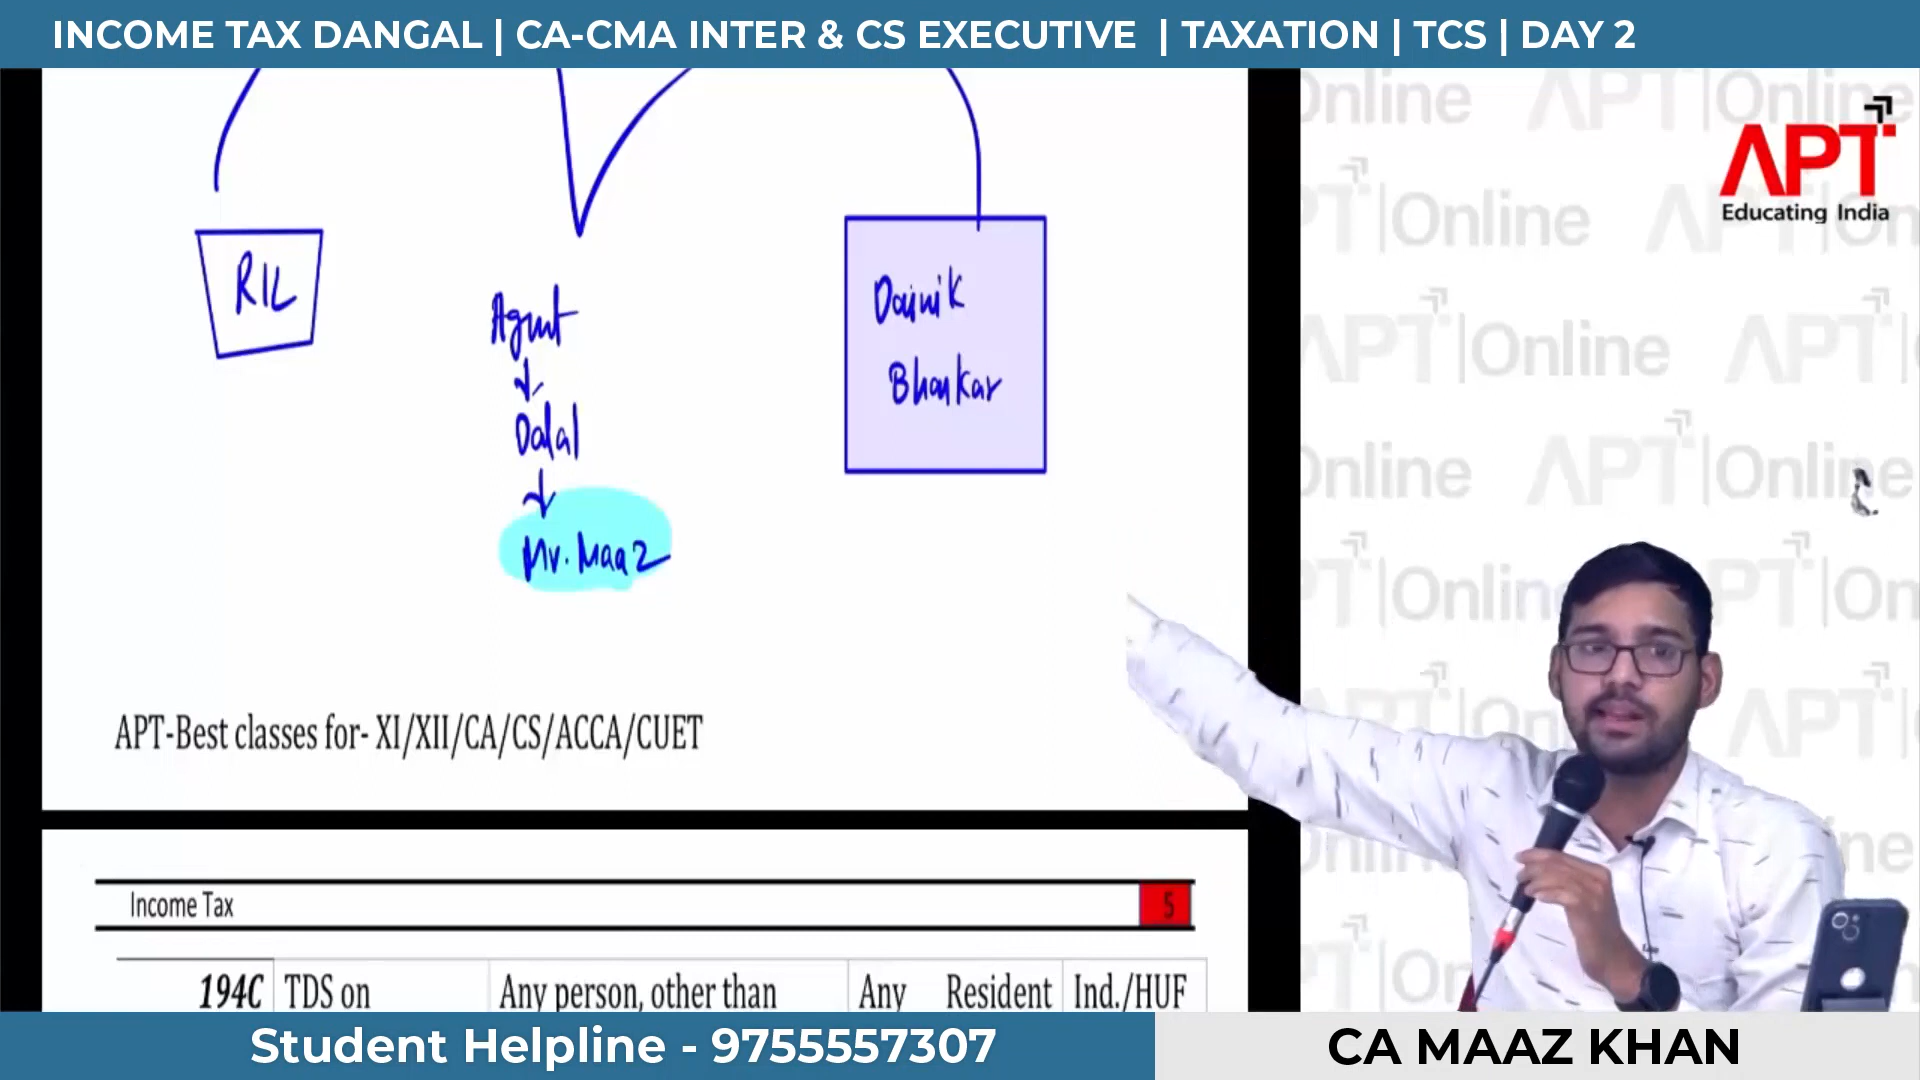 INCOME TAX DANGAL | CA-CMA INTER & CS EXECUTIVE | TAXATION | TCS | DAY 2
APT
Educating India
RIL
Agent
Dalal
Mr. Maaz
Dainik
Bhaskar
APT-Best classes for- XI/XII/CA/CS/ACCA/CUET
Income Tax
5
194C TDS on Any person, other than Any Resident Ind./HUF
Student Helpline - 9755557307
CA MAAZ KHAN
APT Online